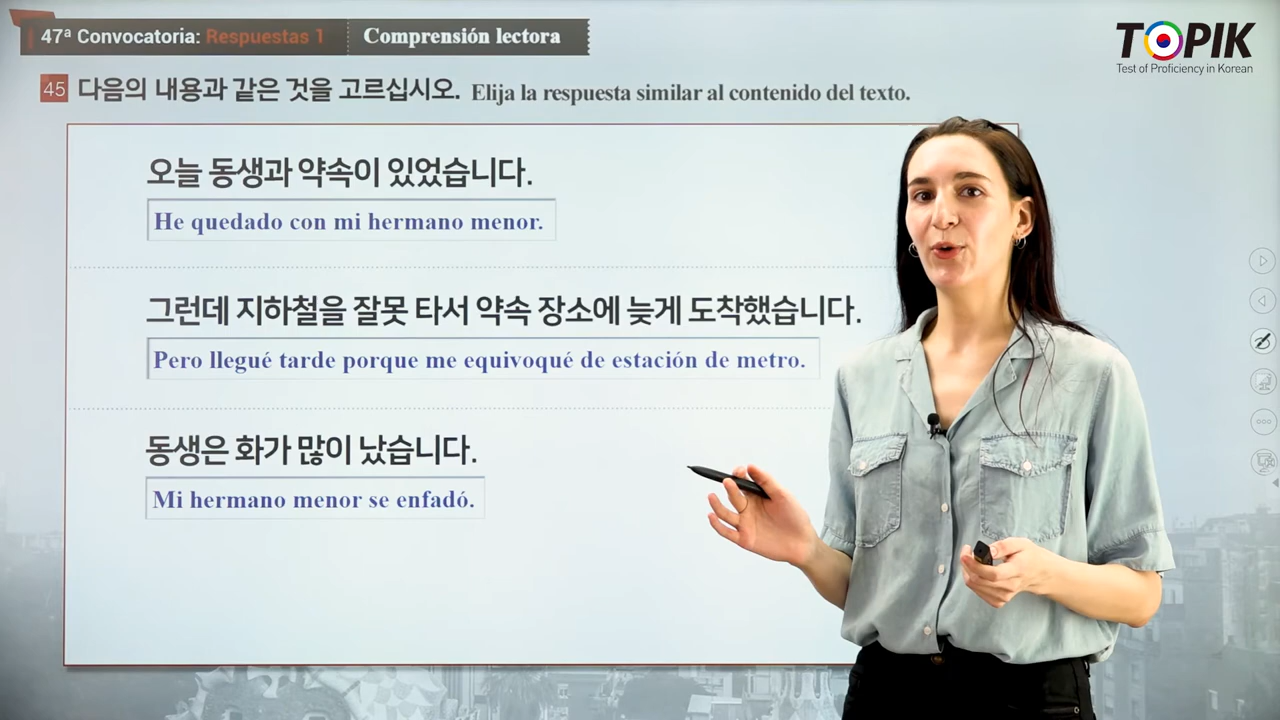 47ª Convocatoria: Respuestas 1
Comprensión lectora
TOPIK
Test of Proficiency in Korean
45 다음의 내용과 같은 것을 고르십시오. Elija la respuesta similar al contenido del texto.
오늘 동생과 약속이 있었습니다.
He quedado con mi hermano menor.
그런데 지하철을 잘못 타서 약속 장소에 늦게 도착했습니다.
Pero llegué tarde porque me equivoqué de estación de metro.
동생은 화가 많이 났습니다.
Mi hermano menor se enfadó.